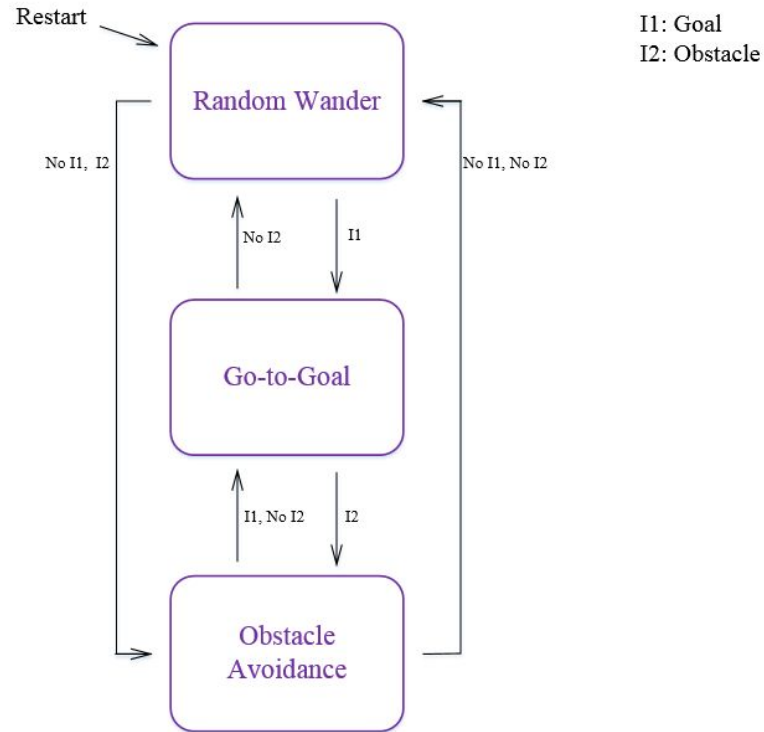 Restart
I1: Goal
I2: Obstacle
Random Wander
No I1, I2
No I1, No I2
No I2
I1
Go-to-Goal
I1, No I2
I2
Obstacle
Avoidance